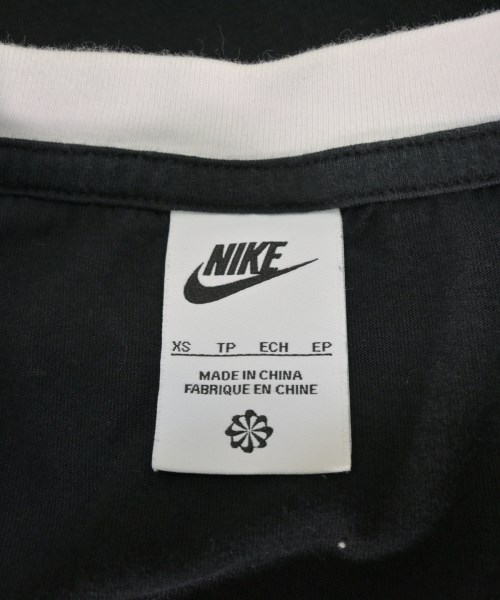 NIKE
XS TP ECH EP
MADE IN CHINA
FABRIQUE EN CHINE